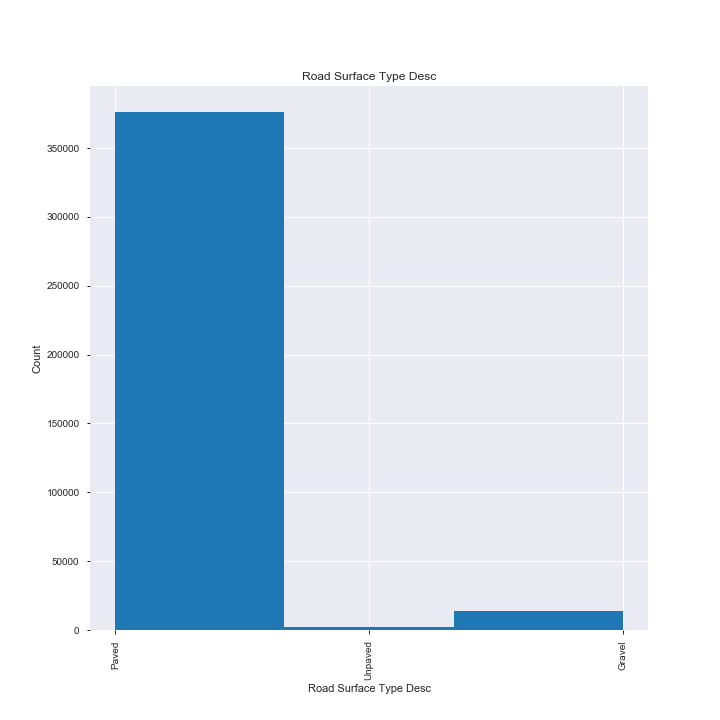 Road Surface Type Desc
350000
300000
250000
200000
150000
100000
50000
0
Count
Paved
Unpaved
Gravel
Road Surface Type Desc